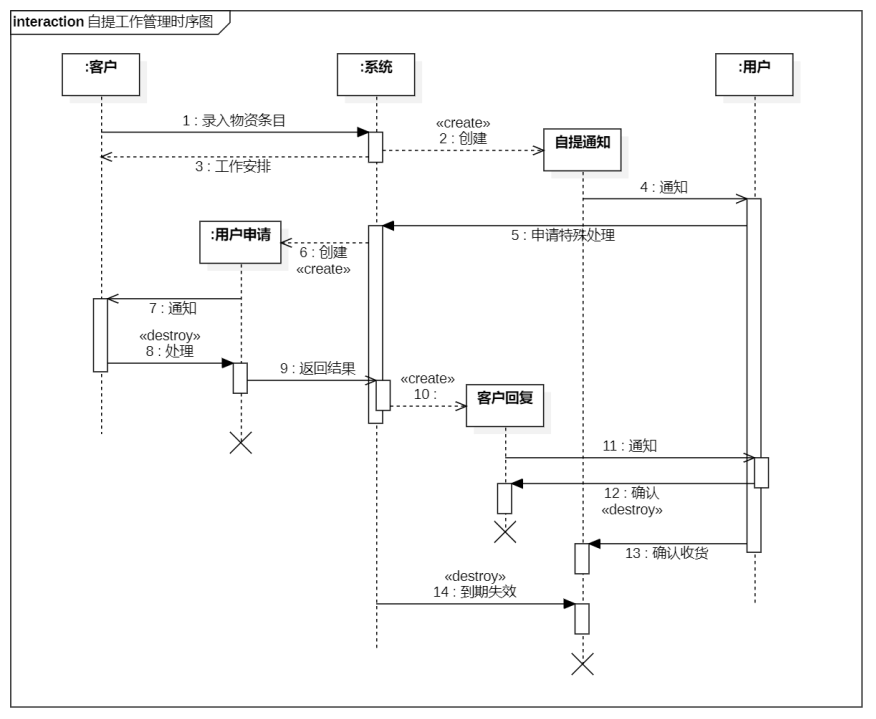 interaction 自提工作管理时序图
:客户
:系统
:用户
1 : 录入物资条目
«create»
2 : 创建
自提通知
3 : 工作安排
4 : 通知
:用户申请
5 : 申请特殊处理
6 : 创建
«create»
7 : 通知
«destroy»
8 : 处理
9 : 返回结果
«create»
10 :
客户回复
11 : 通知
12 : 确认
«destroy»
13 : 确认收货
«destroy»
14 : 到期失效